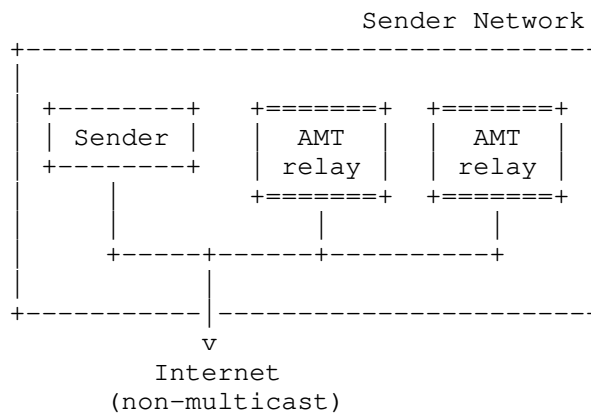 Sender Network
Sender AMT AMT
relay relay
v
Internet
(non-multicast)